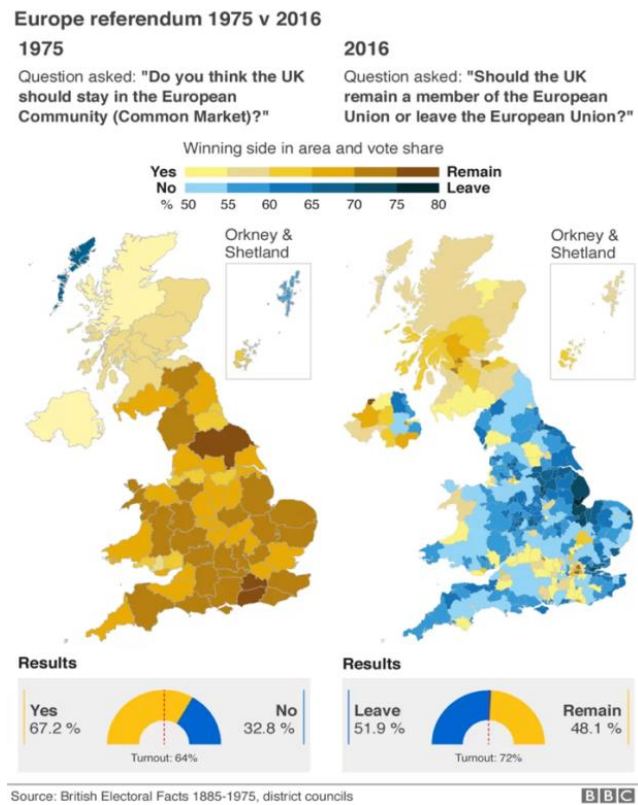 Europe referendum 1975 v 2016
1975
Question asked: "Do you think the UK
should stay in the European
Community (Common Market)?"
2016
Question asked: "Should the UK
remain a member of the European
Union or leave the European Union?"
Winning side in area and vote share
Yes Remain
No Leave
% 50 55 60 65 70 75 80
Orkney &
Shetland
Orkney &
Shetland
Results
Yes
67.2 %
No
32.8 %
Turnout: 64%
Results
Leave
51.9 %
Remain
48.1 %
Turnout: 72%
Source: British Electoral Facts 1885-1975, district councils
BBC